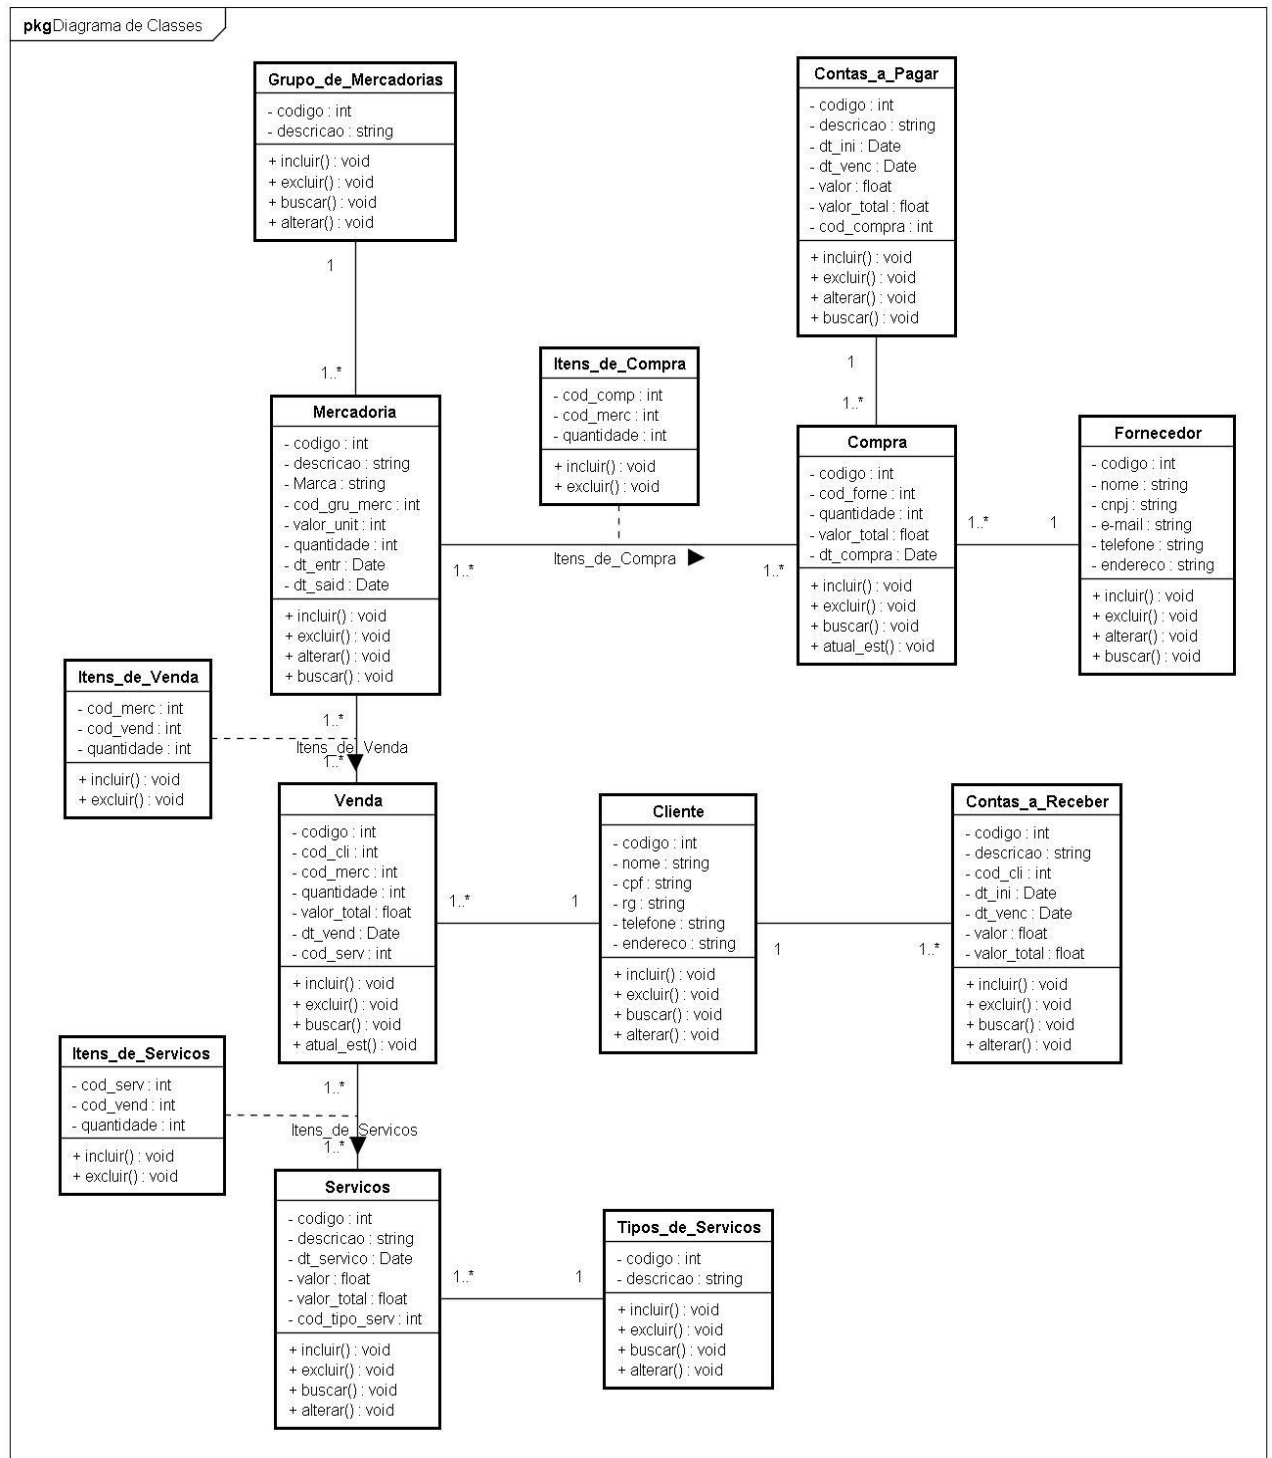 pkg Diagrama de Classes
Grupo_de_Mercadorias
- codigo : int
- descricao : string
+ incluir() : void
+ excluir() : void
+ buscar() : void
+ alterar() : void
1
1..*
Contas_a_Pagar
- codigo : int
- descricao : string
- dt_ini : Date
- dt_venc : Date
- valor : float
- valor_total : float
- cod_compra : int
+ incluir() : void
+ excluir() : void
+ alterar() : void
+ buscar() : void
1
1..*
Itens_de_Compra
- cod_comp : int
- cod_merc : int
- quantidade : int
+ incluir() : void
+ excluir() : void
Mercadoria
- codigo : int
- descricao : string
- Marca : string
- cod_gru_merc : int
- valor_unit : int
- quantidade : int
- dt_entr : Date
- dt_said : Date
+ incluir() : void
+ excluir() : void
+ alterar() : void
+ buscar() : void
1..*
Itens_de_Compra
1..*
Compra
- codigo : int
- cod_forne : int
- quantidade : int
- valor_total : float
- dt_compra : Date
+ incluir() : void
+ excluir() : void
+ buscar() : void
+ atual_est() : void
1..*
1
Fornecedor
- codigo : int
- nome : string
- cnpj : string
- e-mail : string
- telefone : string
- endereco : string
+ incluir() : void
+ excluir() : void
+ alterar() : void
+ buscar() : void
Itens_de_Venda
- cod_merc : int
- cod_vend : int
- quantidade : int
+ incluir() : void
+ excluir() : void
1..*
Itens_de_Venda
1..*
Venda
- codigo : int
- cod_cli : int
- cod_merc : int
- quantidade : int
- valor_total : float
- dt_vend : Date
- cod_serv : int
+ incluir() : void
+ excluir() : void
+ buscar() : void
+ atual_est() : void
1..*
1
Cliente
- codigo : int
- nome : string
- cpf : string
- rg : string
- telefone : string
- endereco : string
+ incluir() : void
+ excluir() : void
+ buscar() : void
+ alterar() : void
1
1..*
Contas_a_Receber
- codigo : int
- descricao : string
- cod_cli : int
- dt_ini : Date
- dt_venc : Date
- valor : float
- valor_total : float
+ incluir() : void
+ excluir() : void
+ buscar() : void
+ alterar() : void
Itens_de_Servicos
- cod_serv : int
- cod_vend : int
- quantidade : int
+ incluir() : void
+ excluir() : void
1..*
Itens_de_Servicos
1..*
Servicos
- codigo : int
- descricao : string
- dt_servico : Date
- valor : float
- valor_total : float
- cod_tipo_serv : int
+ incluir() : void
+ excluir() : void
+ buscar() : void
+ alterar() : void
1..*
1
Tipos_de_Servicos
- codigo : int
- descricao : string
+ incluir() : void
+ excluir() : void
+ buscar() : void
+ alterar() : void